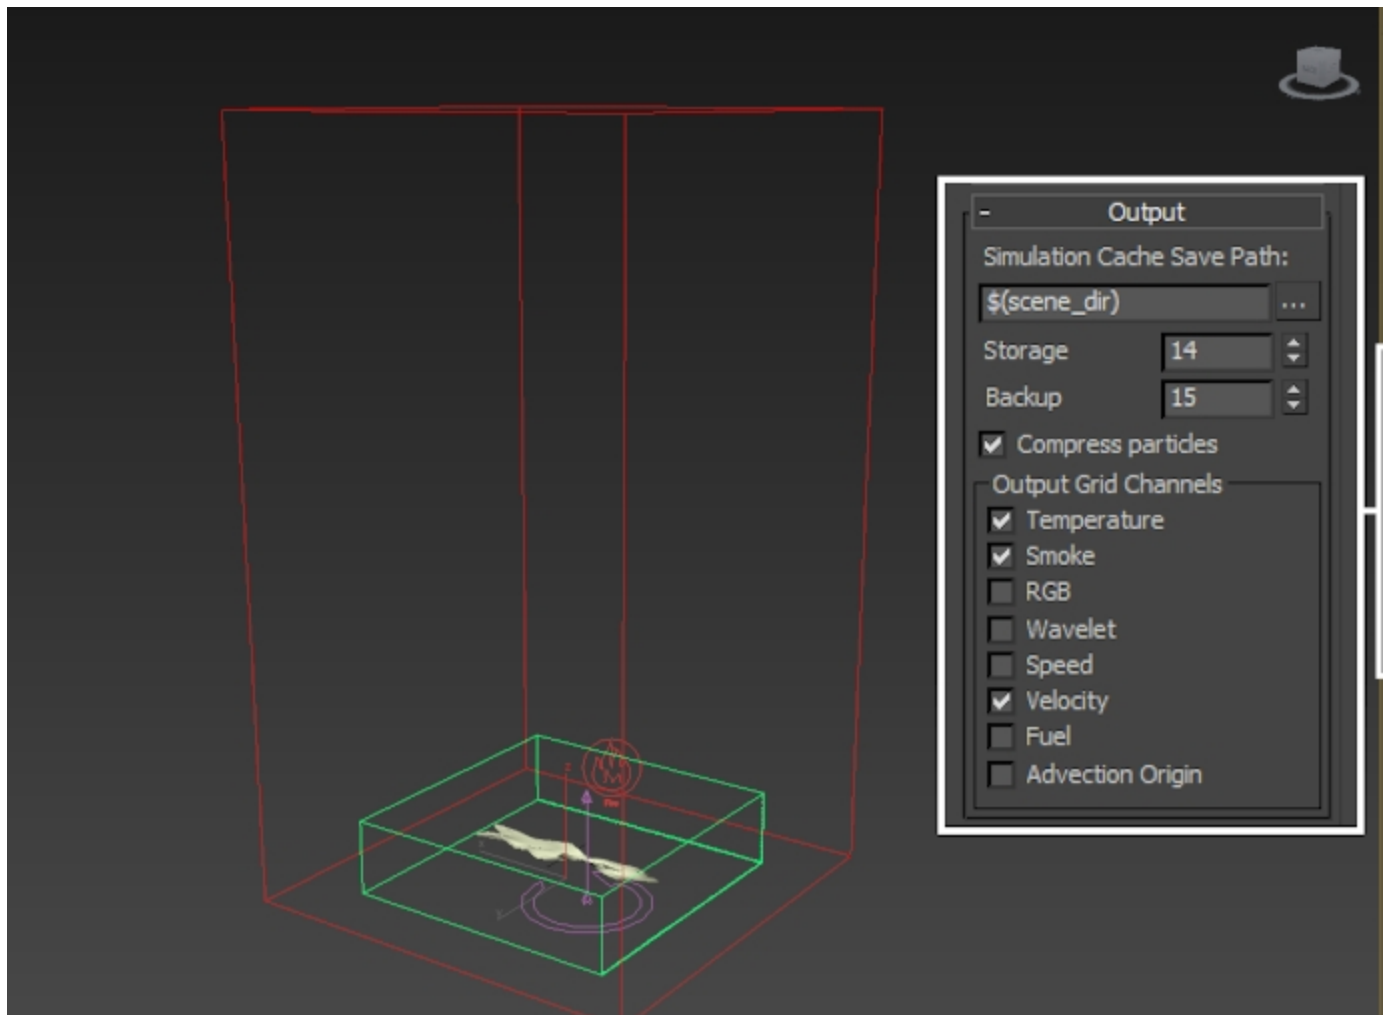 - Output
Simulation Cache Save Path:
$(scene_dir) ...
Storage 14
Backup 15
Compress particles
Output Grid Channels
Temperature
Smoke
RGB
Wavelet
Speed
Velocity
Fuel
Advection Origin
z
x